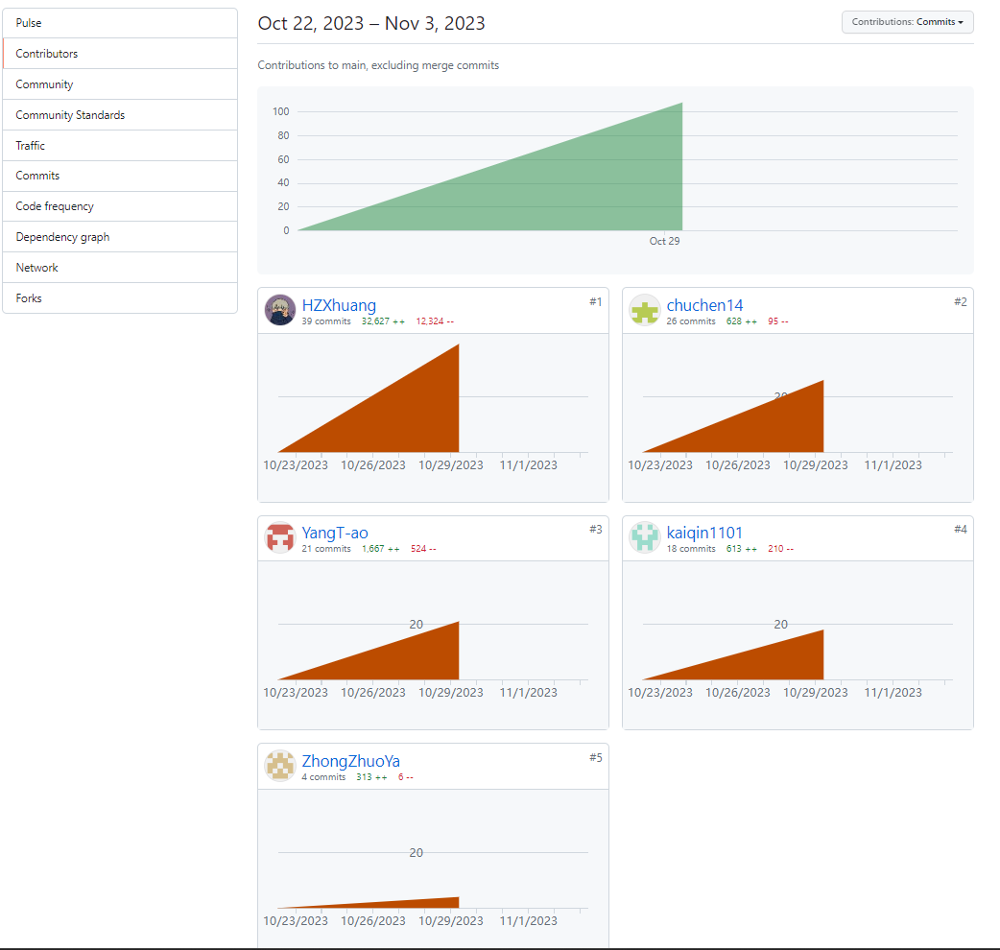 Pulse
Contributors
Community
Community Standards
Traffic
Commits
Code frequency
Dependency graph
Network
Forks
Oct 22, 2023 – Nov 3, 2023
Contributions: Commits
Contributions to main, excluding merge commits
100
80
60
40
20
0
Oct 29
HZXhuang #1
39 commits 32,627 ++ 12,324 --
10/23/2023 10/26/2023 10/29/2023 11/1/2023
chuchen14 #2
26 commits 628 ++ 95 --
20
10/23/2023 10/26/2023 10/29/2023 11/1/2023
YangT-ao #3
21 commits 1,667 ++ 524 --
20
10/23/2023 10/26/2023 10/29/2023 11/1/2023
kaiqin1101 #4
18 commits 613 ++ 210 --
20
10/23/2023 10/26/2023 10/29/2023 11/1/2023
ZhongZhuoYa #5
4 commits 313 ++ 6 --
20
10/23/2023 10/26/2023 10/29/2023 11/1/2023